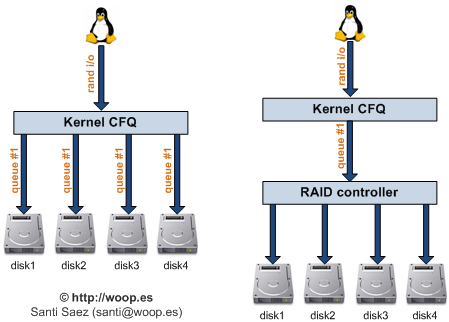 rand i/o
Kernel CFQ
queue #1
queue #1
queue #1
queue #1
disk1
disk2
disk3
disk4
© http://woop.es
Santi Saez (santi@woop.es)
rand i/o
Kernel CFQ
queue #1
RAID controller
disk1
disk2
disk3
disk4